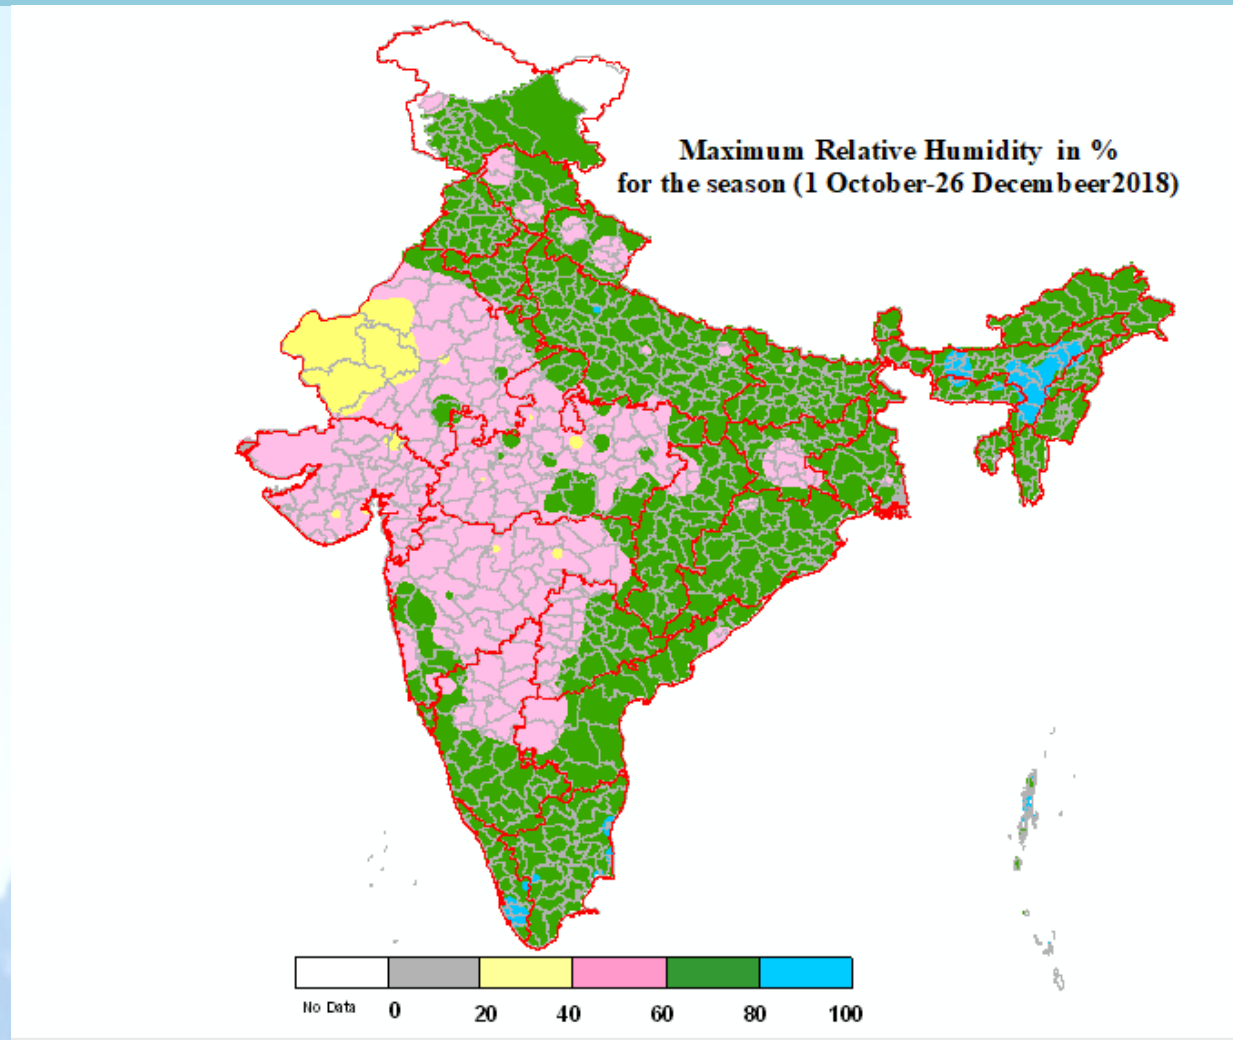 Maximum Relative Humidity in %
for the season (1 October-26 Decembeer2018)
No Data 0 20 40 60 80 100